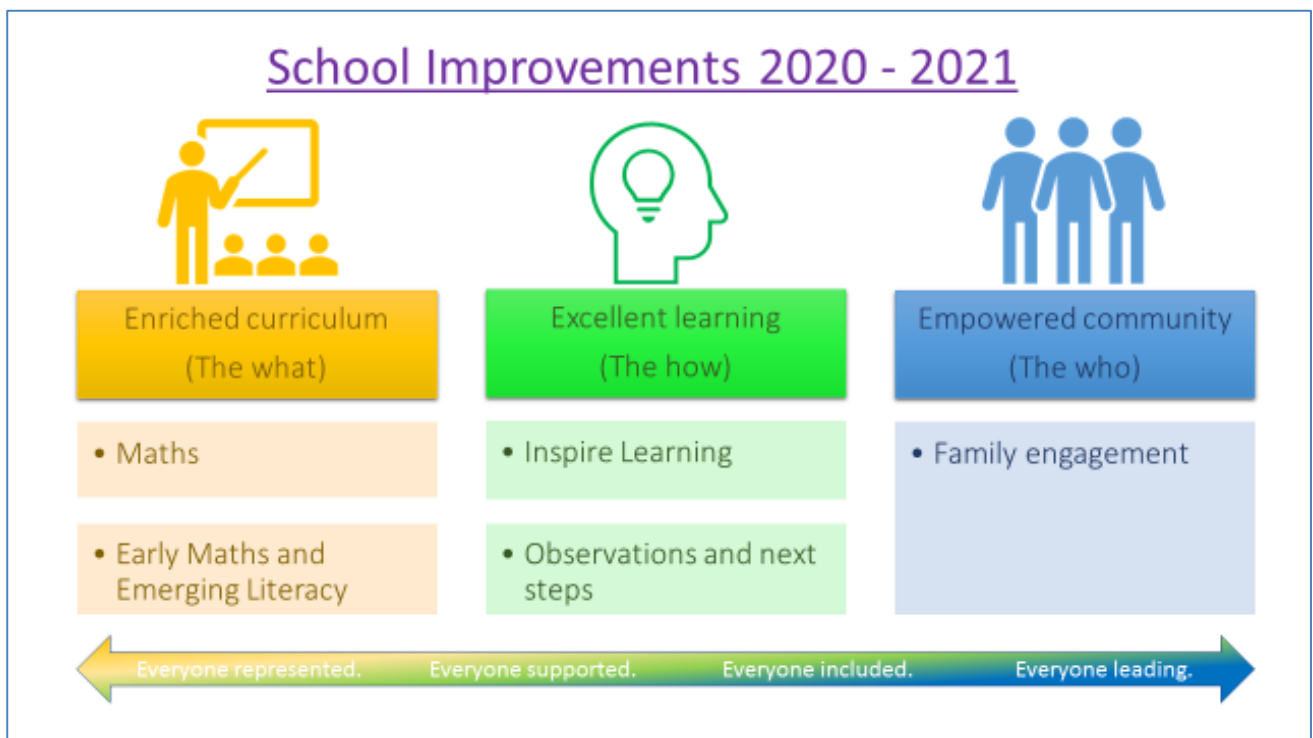 School Improvements 2020 - 2021
Enriched curriculum
(The what)
Excellent learning
(The how)
Empowered community
(The who)
• Maths
• Early Maths and
Emerging Literacy
• Inspire Learning
• Observations and next
steps
• Family engagement
Everyone represented. Everyone supported. Everyone included. Everyone leading.